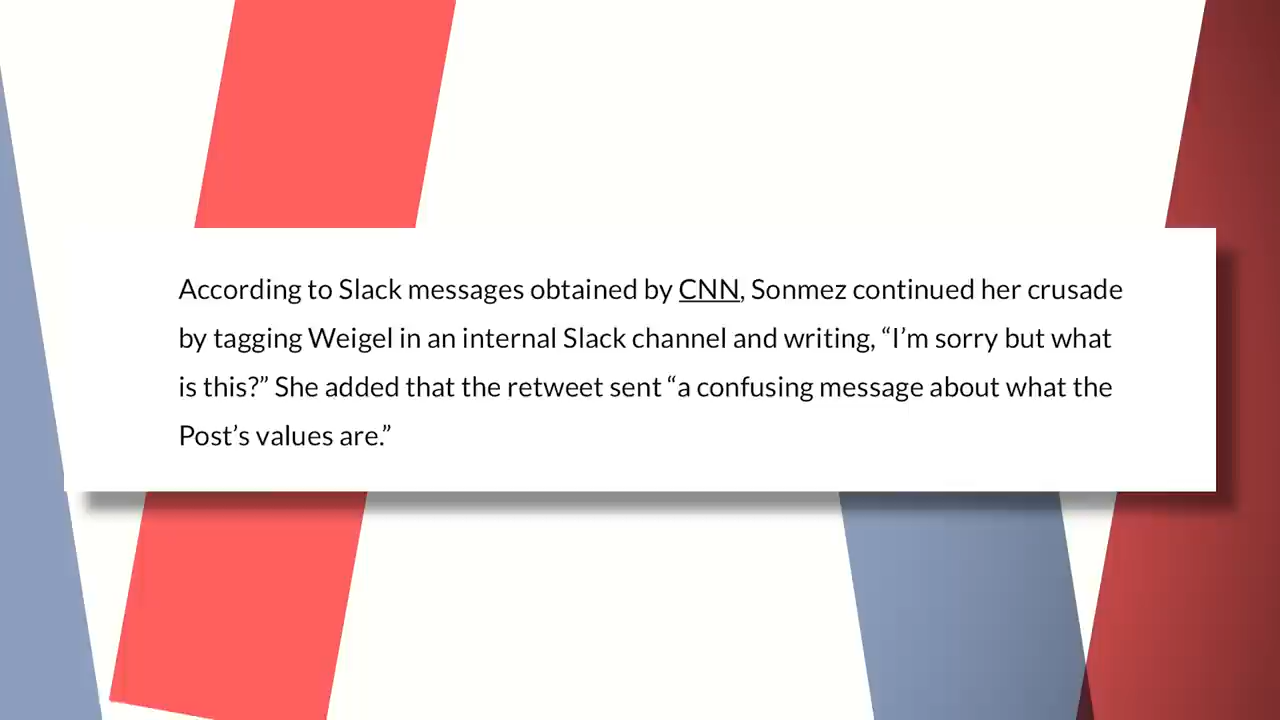 According to Slack messages obtained by CNN, Sonmez continued her crusade
by tagging Weigel in an internal Slack channel and writing, “I’m sorry but what
is this?” She added that the retweet sent “a confusing message about what the
Post’s values are.”